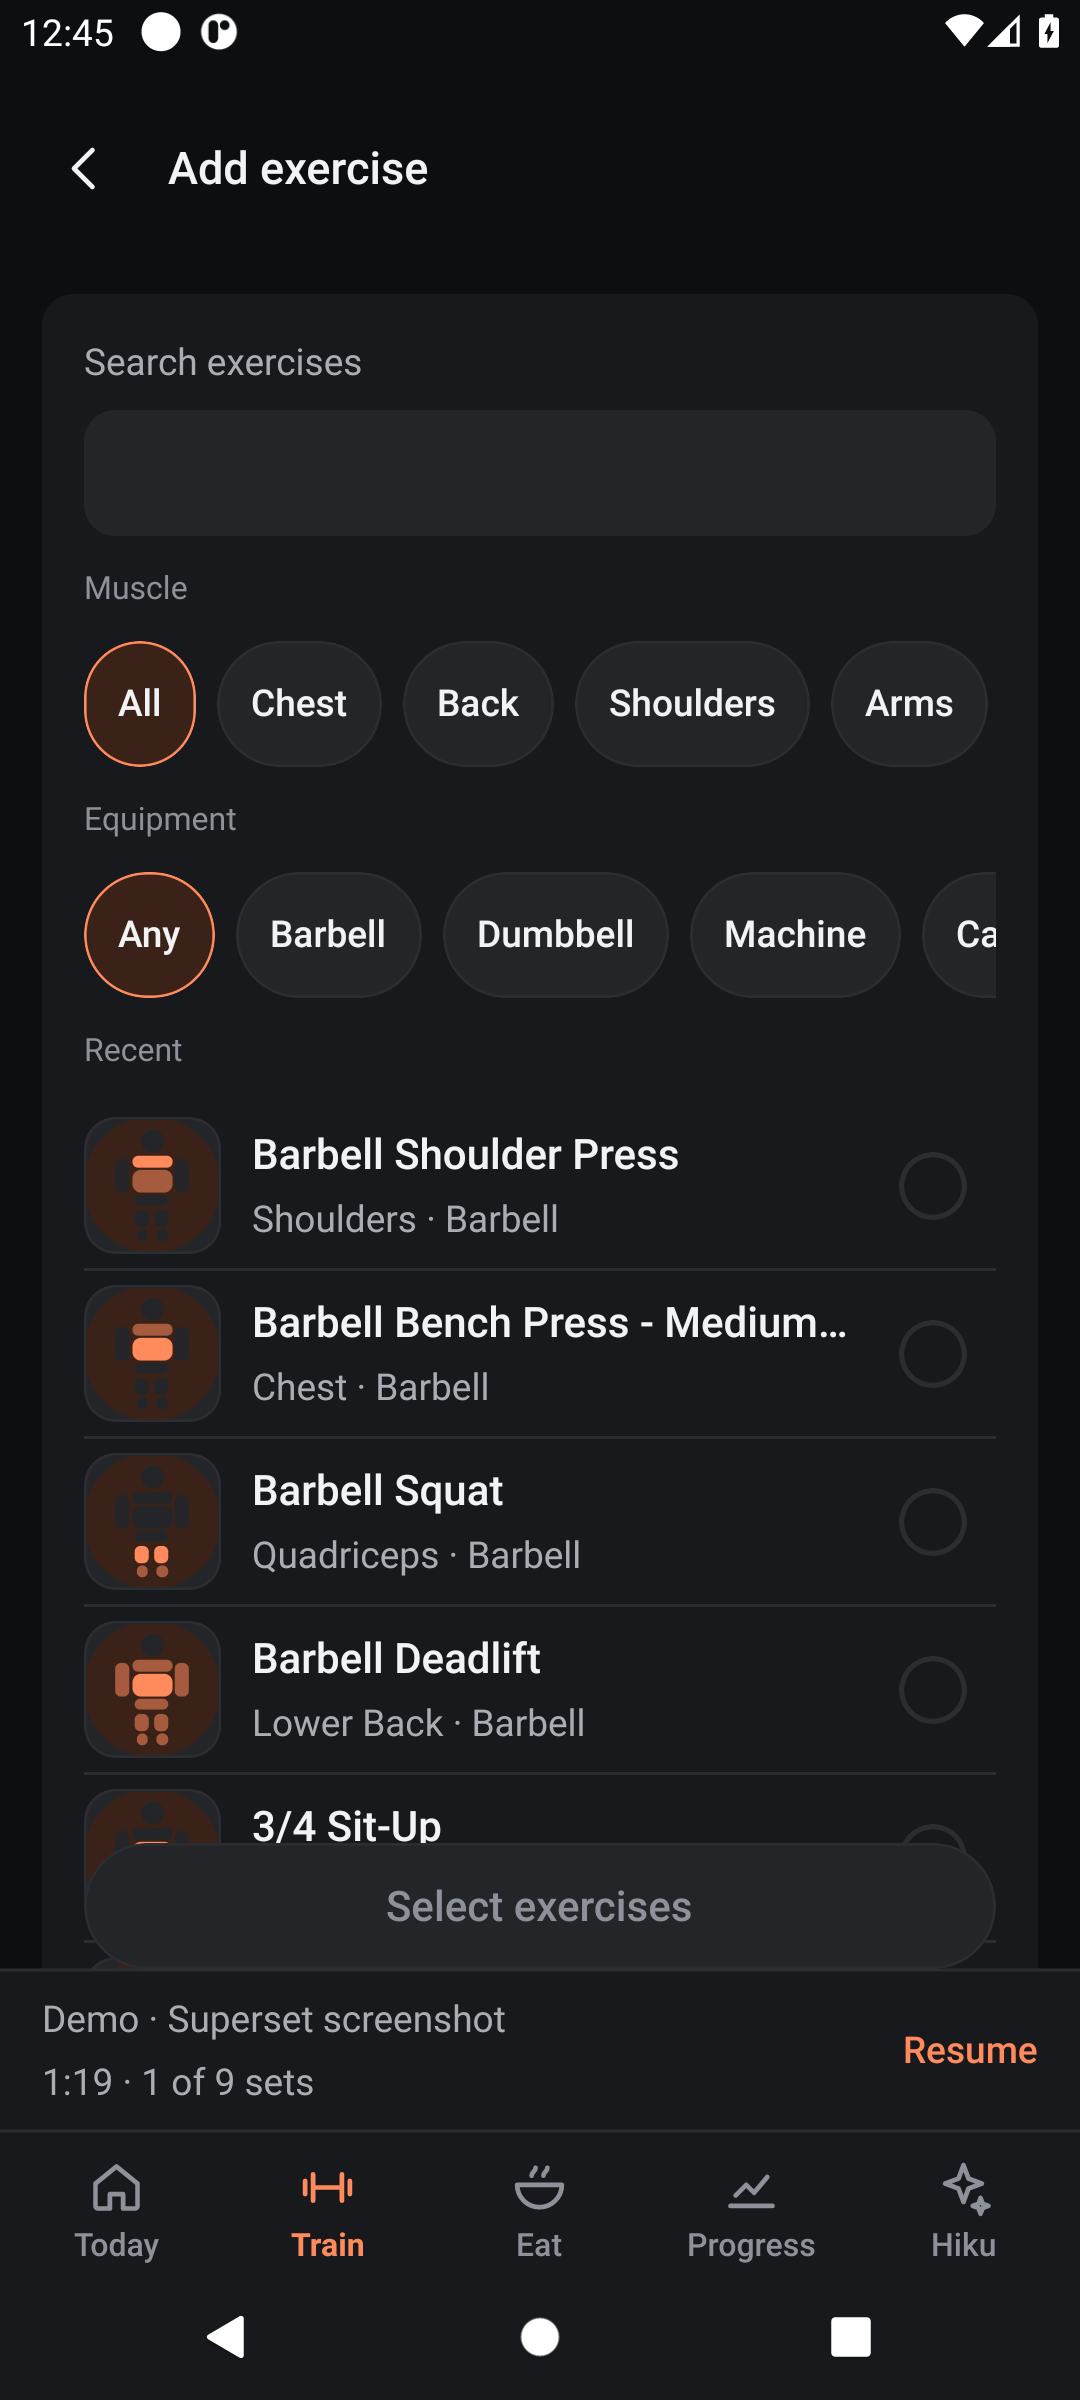 12:45
Add exercise
Search exercises
Muscle
All Chest Back Shoulders Arms
Equipment
Any Barbell Dumbbell Machine Ca
Recent
Barbell Shoulder Press
Shoulders · Barbell
Barbell Bench Press - Medium...
Chest · Barbell
Barbell Squat
Quadriceps · Barbell
Barbell Deadlift
Lower Back · Barbell
3/4 Sit-Up
Select exercises
Demo · Superset screenshot
1:19 · 1 of 9 sets
Resume
Today Train Eat Progress Hiku